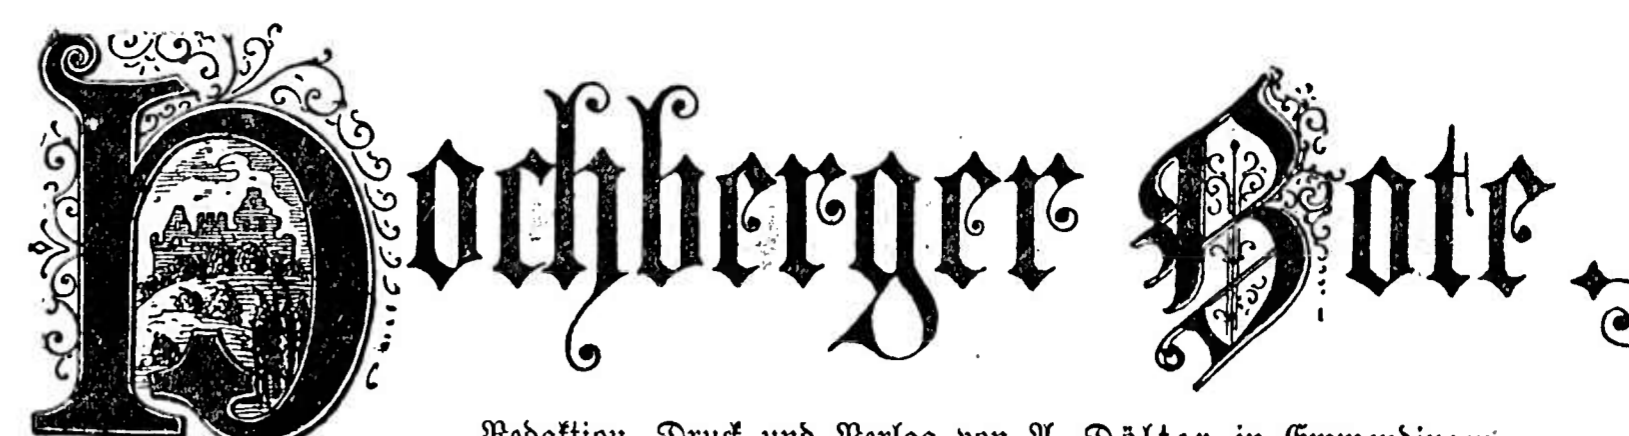 Hochberger Bote.
Redaktion, Druck und Verlag von A. Dölter in Emmendingen.